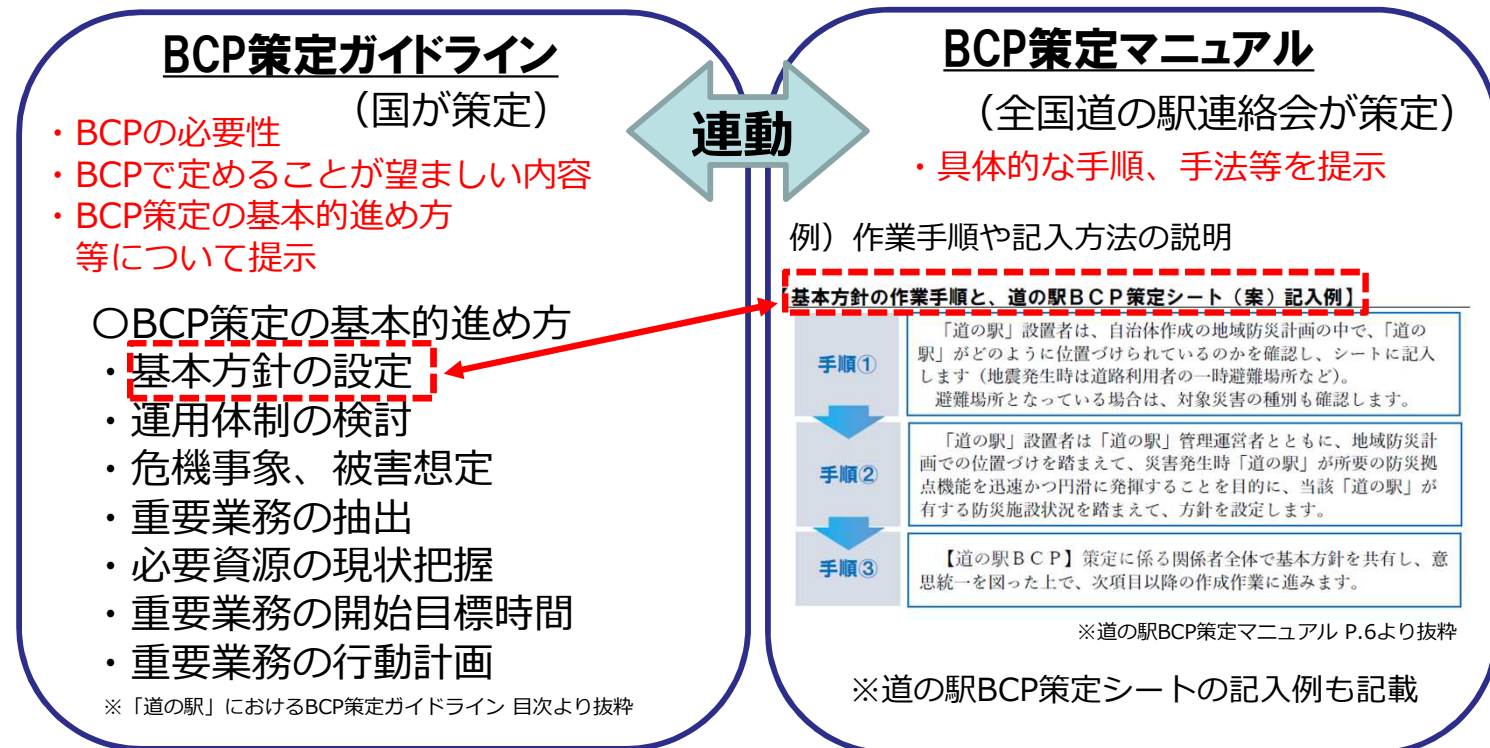 BCP策定ガイドライン
（国が策定）
・BCPの必要性
・BCPで定めることが望ましい内容
・BCP策定の基本的進め方
等について提示
〇BCP策定の基本的進め方
・基本方針の設定
・運用体制の検討
・危機事象、被害想定
・重要業務の抽出
・必要資源の現状把握
・重要業務の開始目標時間
・重要業務の行動計画
※「道の駅」におけるBCP策定ガイドライン 目次より抜粋
連動
BCP策定マニュアル
（全国道の駅連絡会が策定）
・具体的な手順、手法等を提示
例）作業手順や記入方法の説明
【基本方針の作業手順と、道の駅ＢＣＰ策定シート（案）記入例】
手順①
「道の駅」設置者は、自治体作成の地域防災計画の中で、「道の
駅」がどのように位置づけられているのかを確認し、シートに記入
します（地震発生時は道路利用者の一時避難場所など）。
避難場所となっている場合は、対象災害の種別も確認します。
手順②
「道の駅」設置者は「道の駅」管理運営者とともに、地域防災計
画での位置づけを踏まえて、災害発生時「道の駅」が所要の防災拠
点機能を迅速かつ円滑に発揮することを目的に、当該「道の駅」が
有する防災施設状況を踏まえて、方針を設定します。
手順③
【道の駅ＢＣＰ】策定に係る関係者全体で基本方針を共有し、意
思統一を図った上で、次項目以降の作成作業に進みます。
※道の駅BCP策定マニュアル P.6より抜粋
※道の駅BCP策定シートの記入例も記載